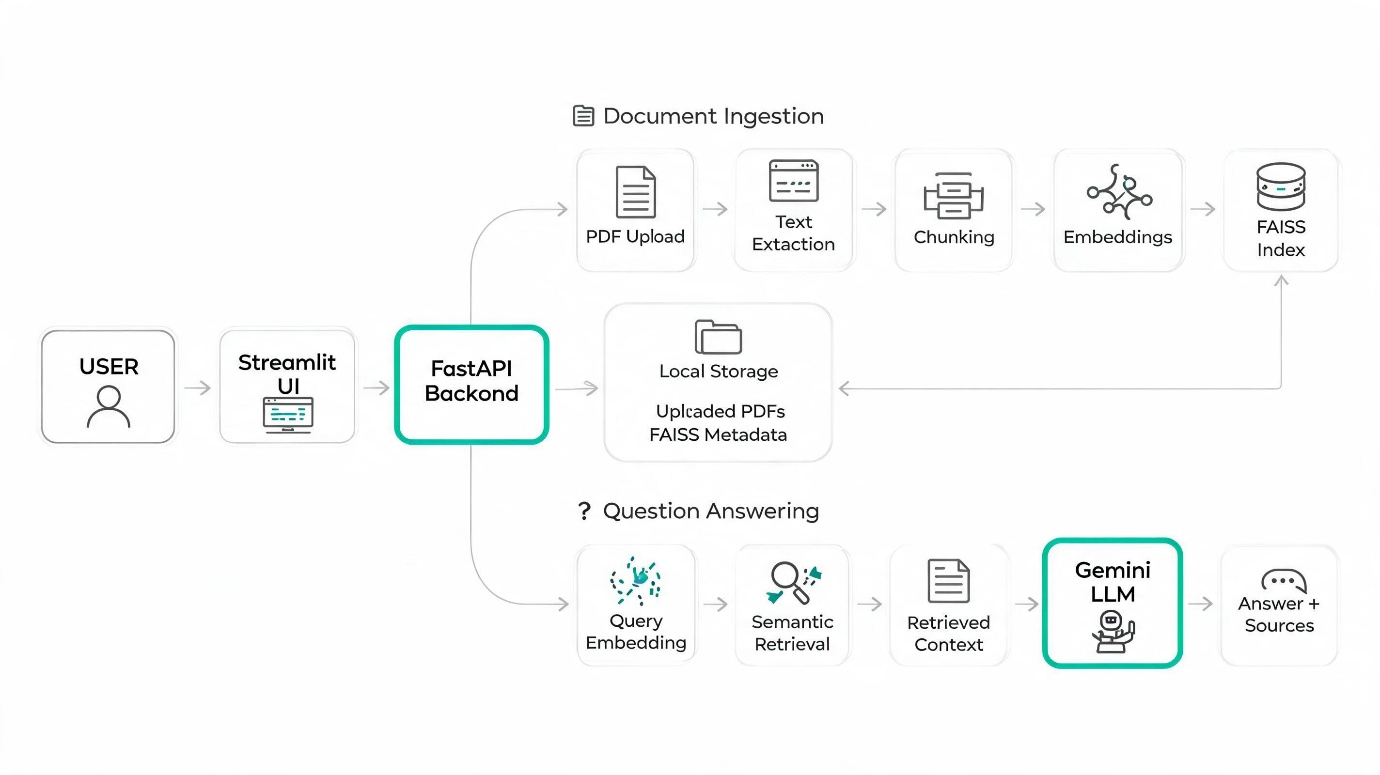 Document Ingestion
PDF Upload
Text
Extaction
Chunking
Embeddings
FAISS
Index
USER
Streamlit
UI
FastAPI
Backond
Local Storage
Uplcaded PDFs
FAISS Metadata
? Question Answering
Query
Embedding
Semantic
Retrieval
Retrieved
Context
Gemini
LLM
Answer +
Sources